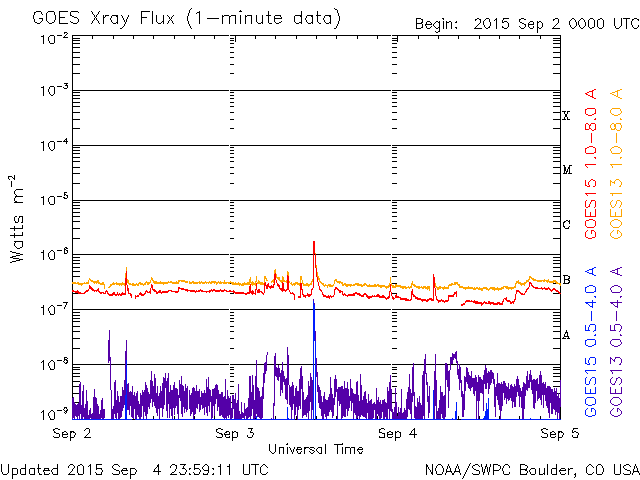 GOES Xray Flux (1-minute data)
Begin: 2015 Sep 2 0000 UTC
10⁻²
10⁻³
10⁻⁴
10⁻⁵
10⁻⁶
10⁻⁷
10⁻⁸
10⁻⁹
Watts m⁻²
X
M
C
B
A
GOES15 1.0-8.0 A
GOES13 1.0-8.0 A
GOES15 0.5-4.0 A
GOES13 0.5-4.0 A
Sep 2
Sep 3
Sep 4
Sep 5
Universal Time
Updated 2015 Sep 4 23:59:11 UTC
NOAA/SWPC Boulder, CO USA